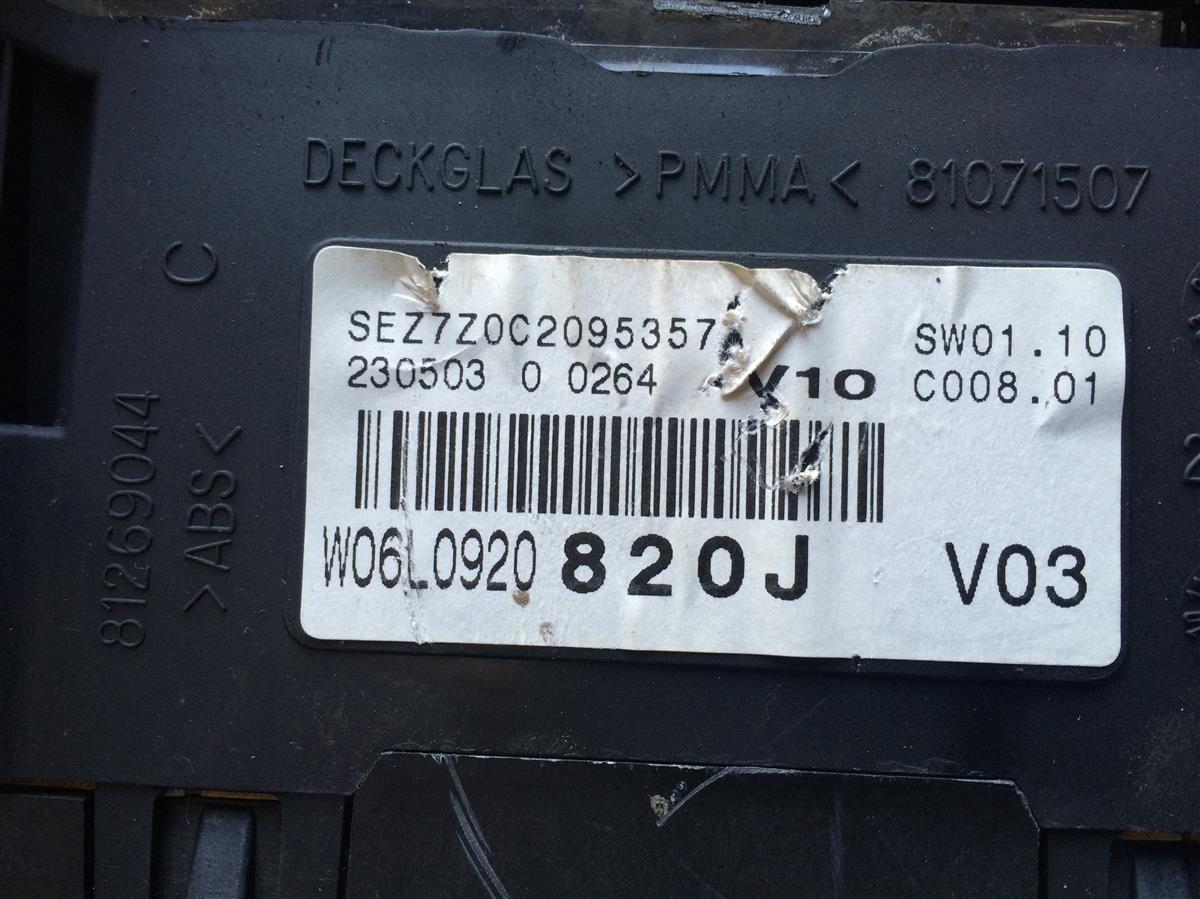 DECKGLAS >PMMA< 81071507
C
81269044
>ABS<
SEZ7Z0C2095357
SW01.10
230503 0 0264 V10 C008.01
W06L0920 820J V03